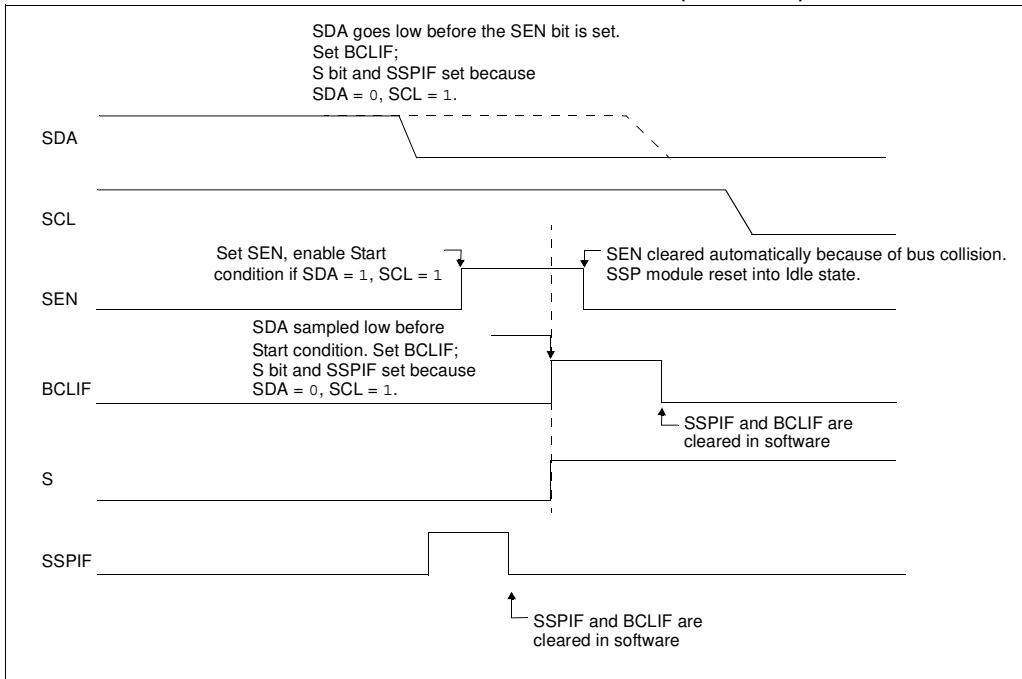 SDA goes low before the SEN bit is set.
Set BCLIF;
S bit and SSPIF set because
SDA = 0, SCL = 1.
SDA
SCL
Set SEN, enable Start
condition if SDA = 1, SCL = 1
SEN cleared automatically because of bus collision.
SSP module reset into Idle state.
SEN
SDA sampled low before
Start condition. Set BCLIF;
S bit and SSPIF set because
SDA = 0, SCL = 1.
BCLIF
SSPIF and BCLIF are
cleared in software
S
SSPIF
SSPIF and BCLIF are
cleared in software